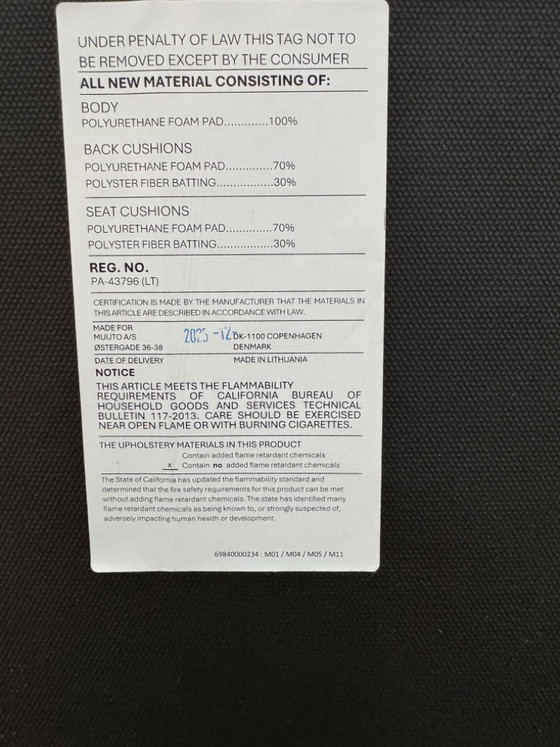 UNDER PENALTY OF LAW THIS TAG NOT TO
BE REMOVED EXCEPT BY THE CONSUMER
ALL NEW MATERIAL CONSISTING OF:
BODY
POLYURETHANE FOAM PAD.............100%
BACK CUSHIONS
POLYURETHANE FOAM PAD.............70%
POLYSTER FIBER BATTING.................30%
SEAT CUSHIONS
POLYURETHANE FOAM PAD.............70%
POLYSTER FIBER BATTING.................30%
REG. NO.
PA-43796 (LT)
CERTIFICATION IS MADE BY THE MANUFACTURER THAT THE MATERIALS IN
THIS ARTICLE ARE DESCRIBED IN ACCORDANCE WITH LAW.
MADE FOR
MUUTO A/S 2023 -12 DK-1100 COPENHAGEN
ØSTERGADE 36-38 DENMARK
DATE OF DELIVERY MADE IN LITHUANIA
NOTICE
THIS ARTICLE MEETS THE FLAMMABILITY
REQUIREMENTS OF CALIFORNIA BUREAU OF
HOUSEHOLD GOODS AND SERVICES TECHNICAL
BULLETIN 117-2013. CARE SHOULD BE EXERCISED
NEAR OPEN FLAME OR WITH BURNING CIGARETTES.
THE UPHOLSTERY MATERIALS IN THIS PRODUCT
Contain added flame retardant chemicals
x Contain no added flame retardant chemicals
The State of California has updated the flammability standard and
determined that the fire safety requirements for this product can be met
without adding flame retardant chemicals. The state has identified many
flame retardant chemicals as being known to, or strongly suspected of,
adversely impacting human health or development.
69840000234 : M01 / M04 / M05 / M11